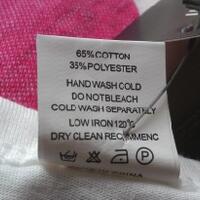 65% COTTON
35% POLYESTER
HAND WASH COLD
DO NOT BLEACH
COLD WASH SEPARATELY
LOW IRON 120°C
DRY CLEAN RECOMMENC
P